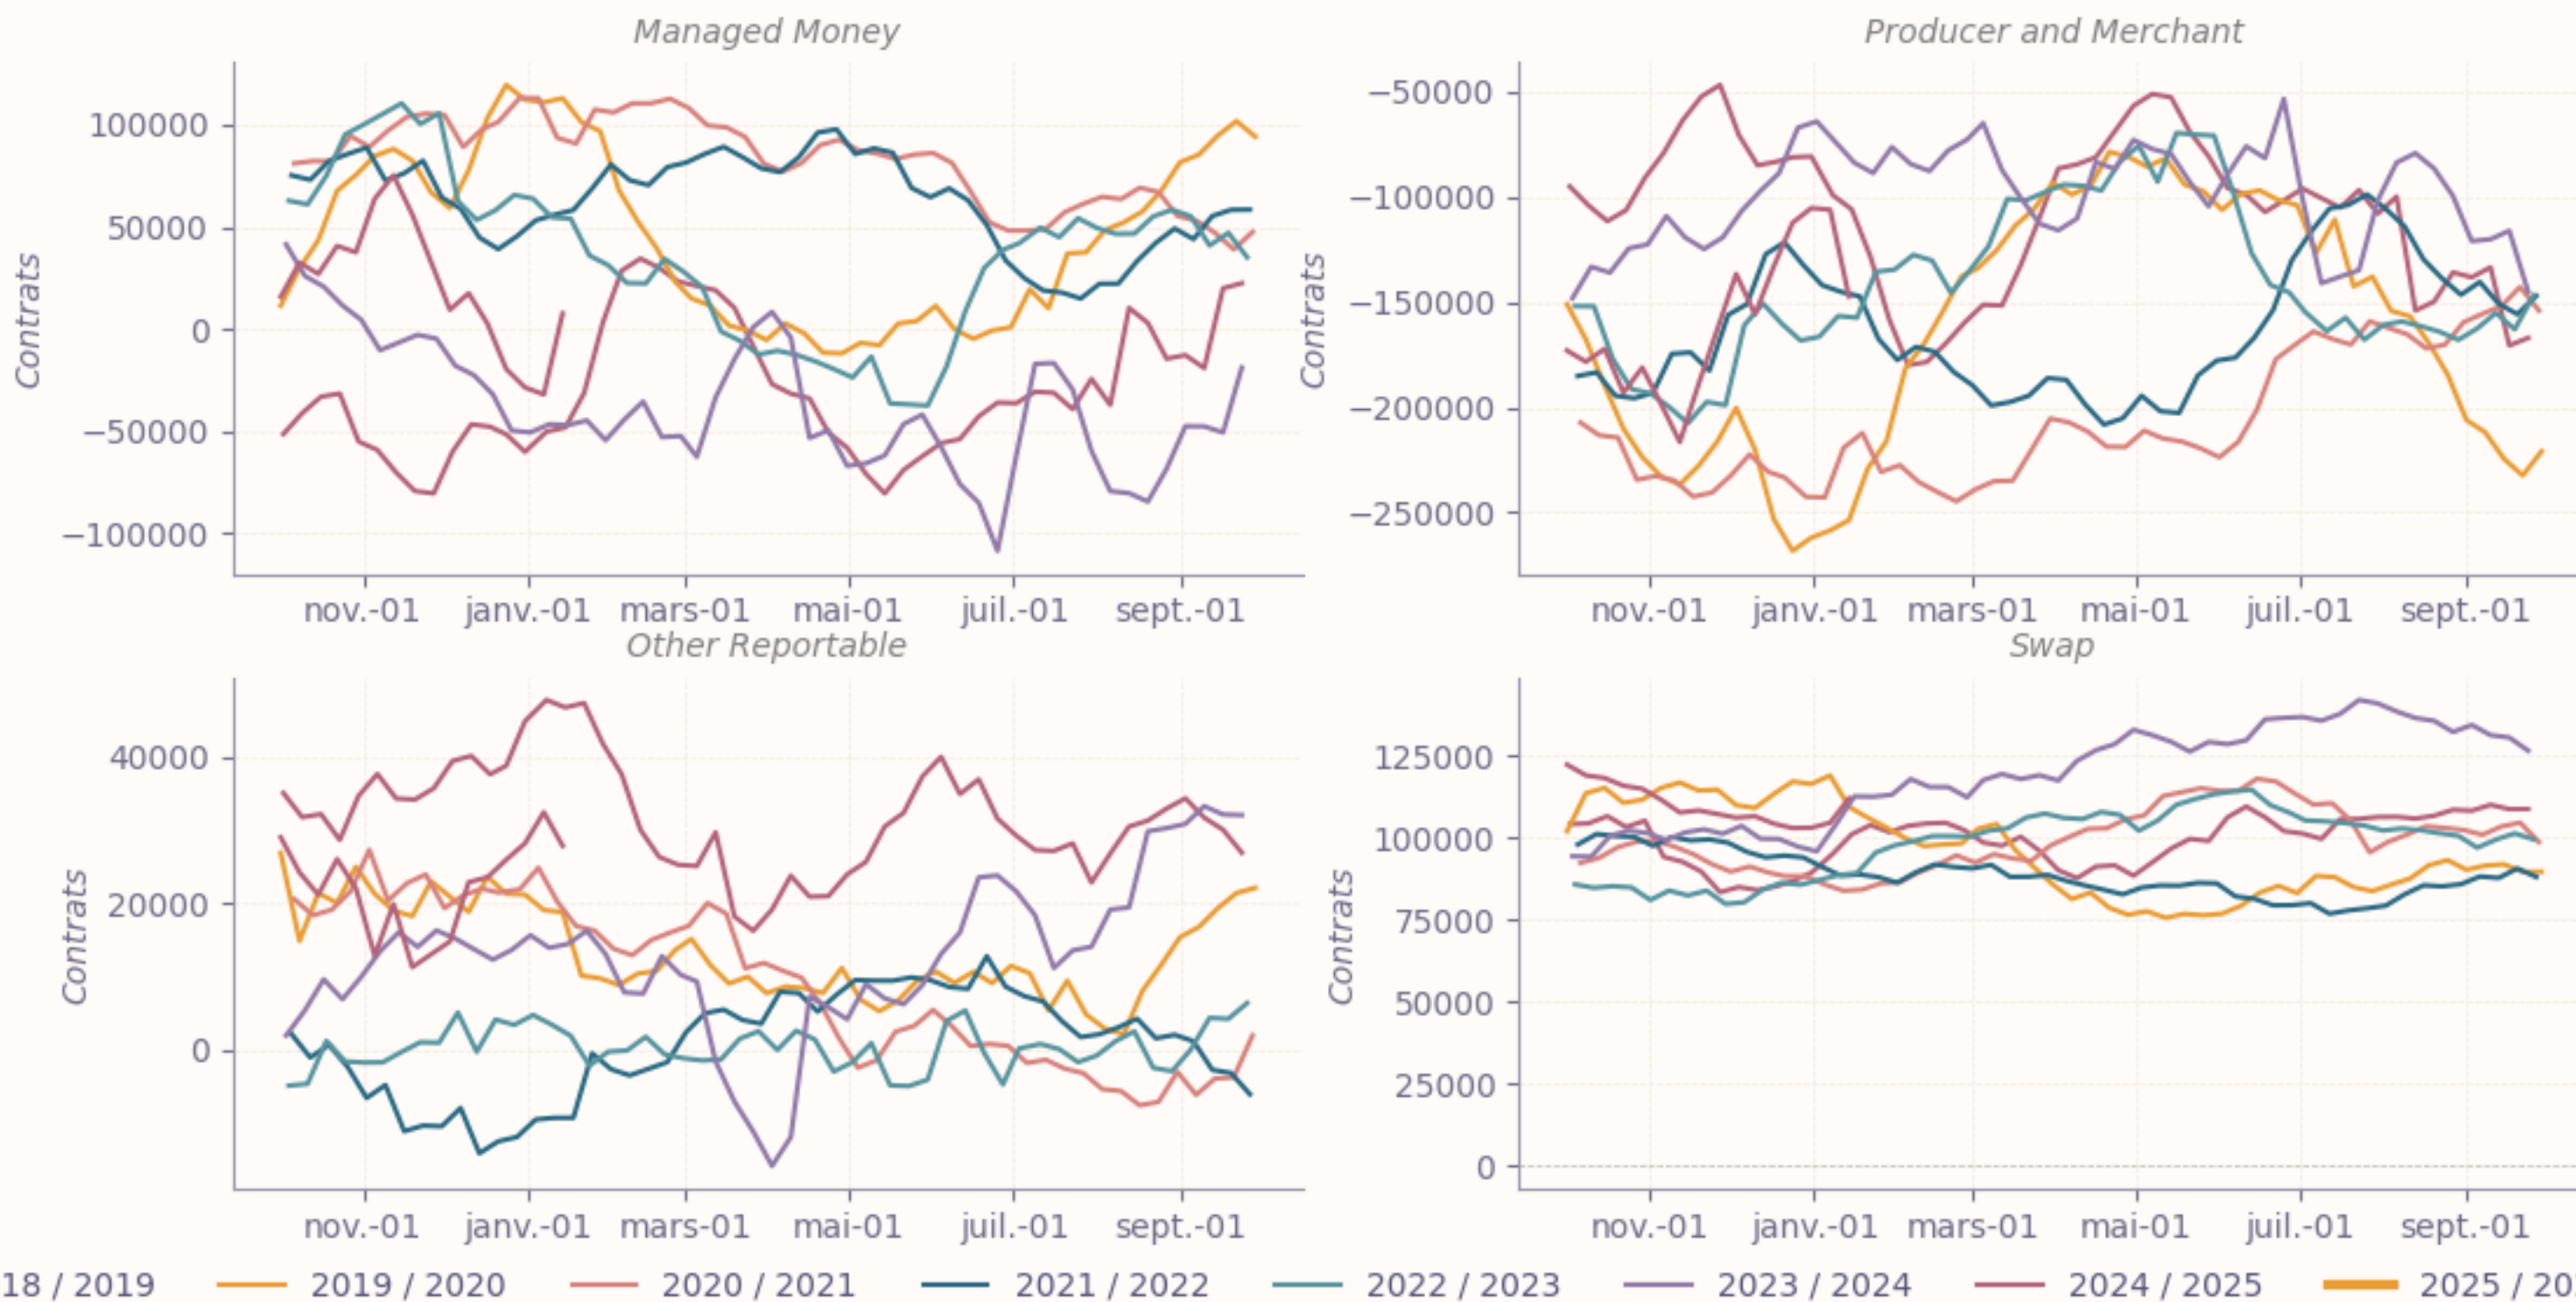 Managed Money
Contrats
100000
50000
0
−50000
−100000
nov.-01 janv.-01 mars-01 mai-01 juil.-01 sept.-01
Producer and Merchant
Contrats
−50000
−100000
−150000
−200000
−250000
nov.-01 janv.-01 mars-01 mai-01 juil.-01 sept.-01
Other Reportable
Contrats
40000
20000
0
nov.-01 janv.-01 mars-01 mai-01 juil.-01 sept.-01
Swap
Contrats
125000
100000
75000
50000
25000
0
nov.-01 janv.-01 mars-01 mai-01 juil.-01 sept.-01
18 / 2019 2019 / 2020 2020 / 2021 2021 / 2022 2022 / 2023 2023 / 2024 2024 / 2025 2025 / 20